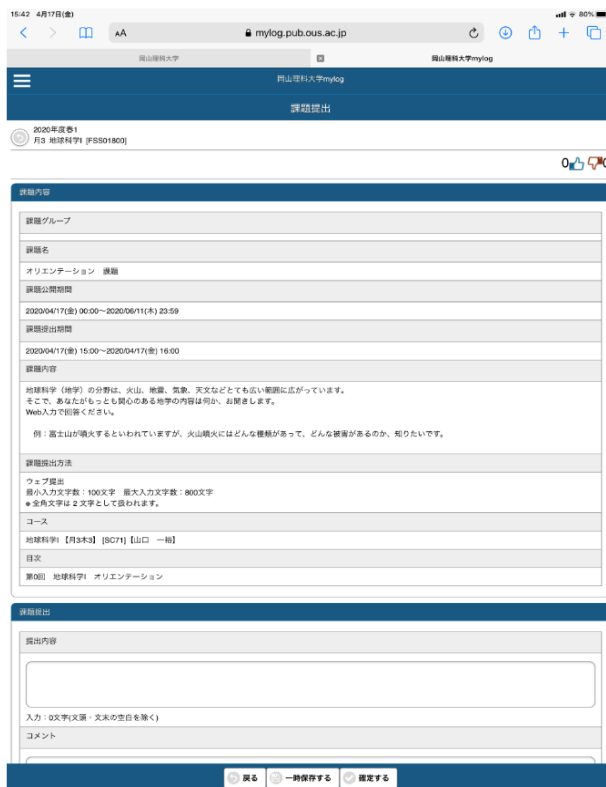 15:42 4月17日(金)
80%
ぁA
mylog.pub.ous.ac.jp
岡山理科大学
岡山理科大学mylog
岡山理科大学mylog
課題提出
2020年度春1
月3 地球科学I [FSS01800]
0
0
課題内容
課題グループ
課題名
オリエンテーション 課題
課題公開期間
2020/04/17(金) 00:00～2020/06/11(木) 23:59
課題提出期間
2020/04/17(金) 15:00～2020/04/17(金) 16:00
課題内容
地球科学（地学）の分野は、火山、地震、気象、天文などとても広い範囲に広がっています。
そこで、あなたがもっとも関心のある地学の内容は何か、お聞きします。
Web入力で回答ください。
例：富士山が噴火するといわれていますが、火山噴火にはどんな種類があって、どんな被害があるのか、知りたいです。
課題提出方法
ウェブ提出
最小入力文字数：100文字 最大入力文字数：800文字
※全角文字は２文字として扱われます。
コース
地球科学I 【月3木3】 [SC71]【山口 一裕】
目次
第0回 地球科学I オリエンテーション
課題提出
提出内容
入力：0文字(文頭・文末の空白を除く)
コメント
戻る 一時保存する 確定する